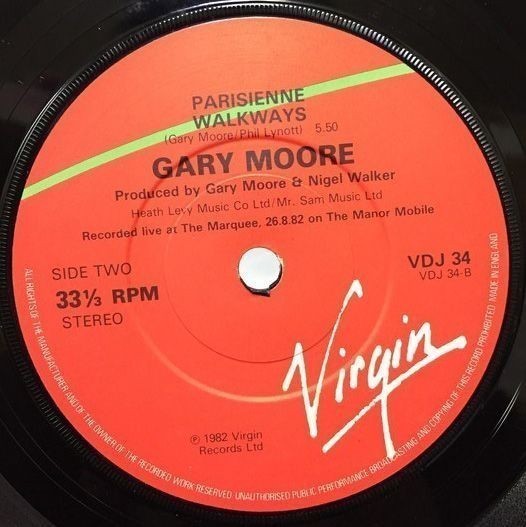 PARISIENNE
WALKWAYS
(Gary Moore/Phil Lynott) 5.50
GARY MOORE
Produced by Gary Moore & Nigel Walker
Heath Levy Music Co Ltd/Mr. Sam Music Ltd
Recorded live at The Marquee, 26.8.82 on The Manor Mobile
SIDE TWO
33⅓ RPM
STEREO
VDJ 34
VDJ 34-B
Virgin
℗ 1982 Virgin
Records Ltd
ALL RIGHTS OF THE MANUFACTURER AND OF THE OWNER OF THE RECORDED WORK RESERVED UNAUTHORISED PUBLIC PERFORMANCE BROADCASTING AND COPYING OF THIS RECORD PROHIBITED MADE IN ENGLAND